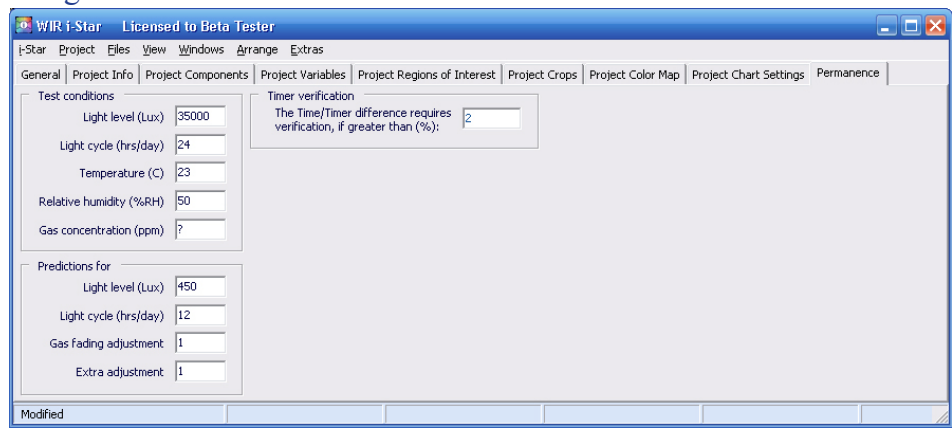 WIR i-Star Licensed to Beta Tester
i-Star Project Files View Windows Arrange Extras
General Project Info Project Components Project Variables Project Regions of Interest Project Crops Project Color Map Project Chart Settings Permanence
Test conditions
Light level (Lux) 35000
Light cycle (hrs/day) 24
Temperature (C) 23
Relative humidity (%RH) 50
Gas concentration (ppm) ?
Timer verification
The Time/Timer difference requires
verification, if greater than (%): 2
Predictions for
Light level (Lux) 450
Light cycle (hrs/day) 12
Gas fading adjustment 1
Extra adjustment 1
Modified